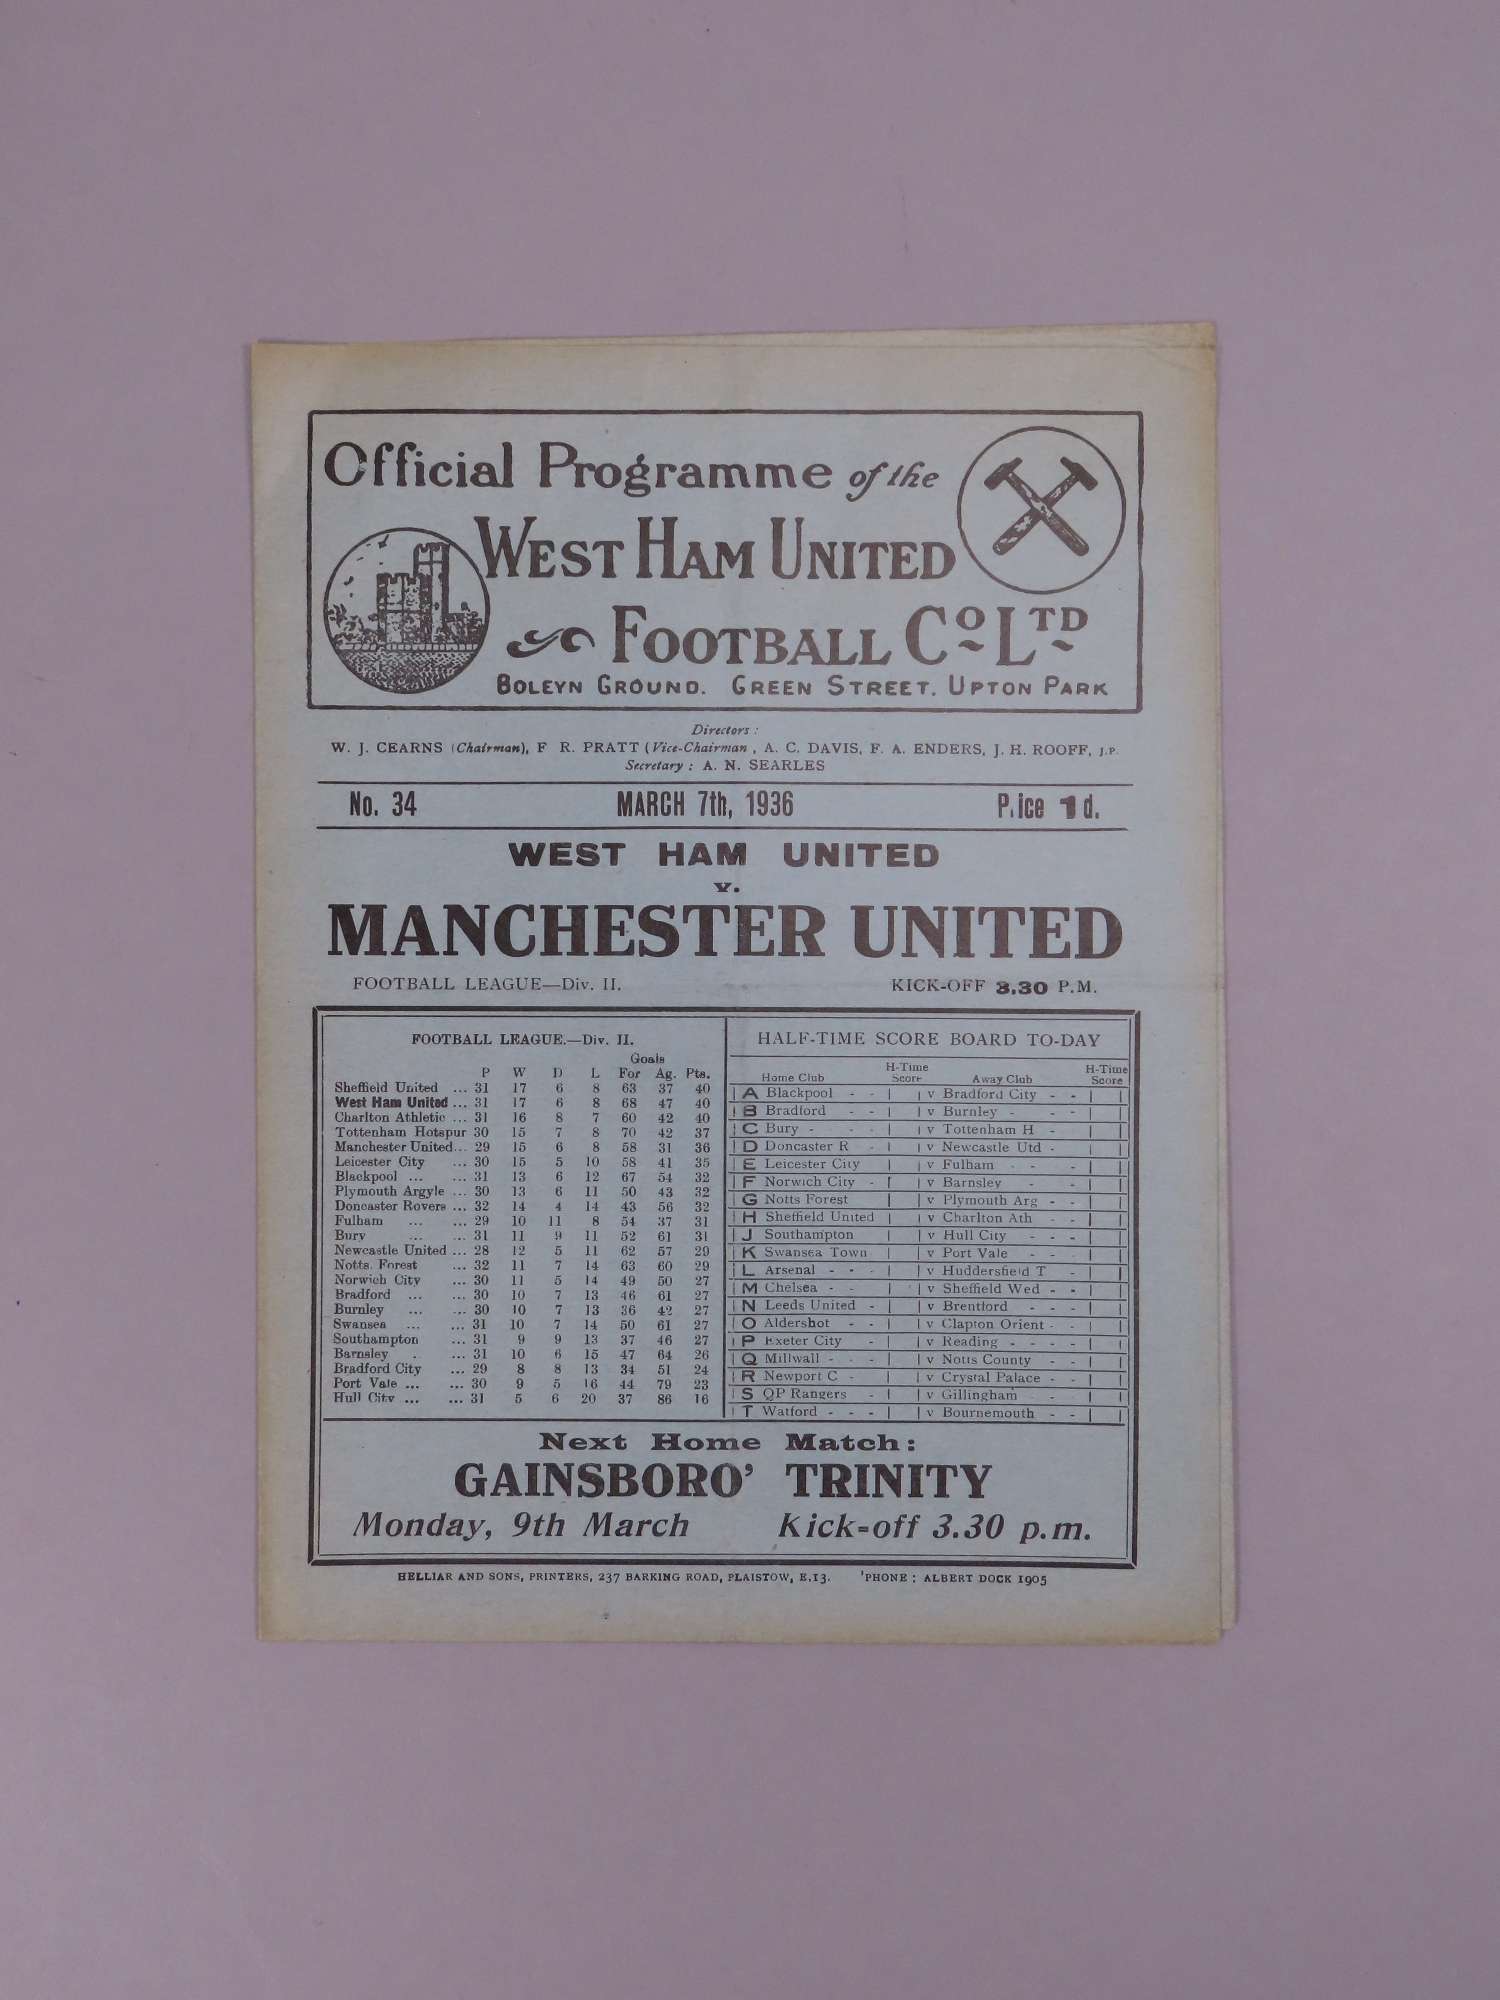 Official Programme of the
WEST HAM UNITED
FOOTBALL Co LTD
BOLEYN GROUND. GREEN STREET. UPTON PARK
Directors :
W. J. CEARNS (Chairman), F R. PRATT (Vice-Chairman, A. C. DAVIS, F. A. ENDERS, J. H. ROOFF, J.P.
Secretary : A. N. SEARLES
No. 34 MARCH 7th, 1936 P.ice 1d.
WEST HAM UNITED
v.
MANCHESTER UNITED
FOOTBALL LEAGUE—Div. II. KICK-OFF 3.30 P.M.
FOOTBALL LEAGUE.—Div. II.
Goals
P W D L For Ag. Pts.
Sheffield United ... 31 17 6 8 63 37 40
West Ham United ... 31 17 6 8 68 47 40
Charlton Athletic ... 31 16 8 7 60 42 40
Tottenham Hotspur 30 15 7 8 70 42 37
Manchester United... 29 15 6 8 58 31 36
Leicester City ... 30 15 5 10 58 41 35
Blackpool ... ... 31 13 6 12 67 54 32
Plymouth Argyle ... 30 13 6 11 50 43 32
Doncaster Rovers ... 32 14 4 14 43 56 32
Fulham ... ... 29 10 11 8 54 37 31
Bury ... ... 31 11 9 11 52 61 31
Newcastle United ... 28 12 5 11 62 57 29
Notts. Forest ... 32 11 7 14 63 60 29
Norwich City ... 30 11 5 14 49 50 27
Bradford ... ... 30 10 7 13 46 61 27
Burnley ... ... 30 10 7 13 36 42 27
Swansea ... ... 31 10 7 14 50 61 27
Southampton ... 31 9 9 13 37 46 27
Barnsley . ... 31 10 6 15 47 64 26
Bradford City ... 29 8 8 13 34 51 24
Port Vale ... ... 30 9 5 16 44 79 23
Hull City ... ... 31 5 6 20 37 86 16
HALF-TIME SCORE BOARD TO-DAY
Home Club H-Time Score Away Club H-Time Score
A Blackpool - - v Bradford City - -
B Bradford - - v Burnley - -
C Bury - - - v Tottenham H -
D Doncaster R - v Newcastle Utd -
E Leicester City v Fulham - - -
F Norwich City - v Barnsley - -
G Notts Forest v Plymouth Arg - -
H Sheffield United v Charlton Ath - -
J Southampton v Hull City - - -
K Swansea Town v Port Vale - - -
L Arsenal - - - v Huddersfield T -
M Chelsea - - v Sheffield Wed - -
N Leeds United - v Brentford - - -
O Aldershot - - v Clapton Orient - -
P Exeter City - v Reading - - - -
Q Millwall - - - v Notts County - -
R Newport C - - v Crystal Palace - -
S QP Rangers - v Gillingham - -
T Watford - - - v Bournemouth - -
Next Home Match:
GAINSBORO' TRINITY
Monday, 9th March Kick-off 3.30 p.m.
HELLIAR AND SONS, PRINTERS, 237 BARKING ROAD, PLAISTOW, E.13. 'PHONE : ALBERT DOCK 1905